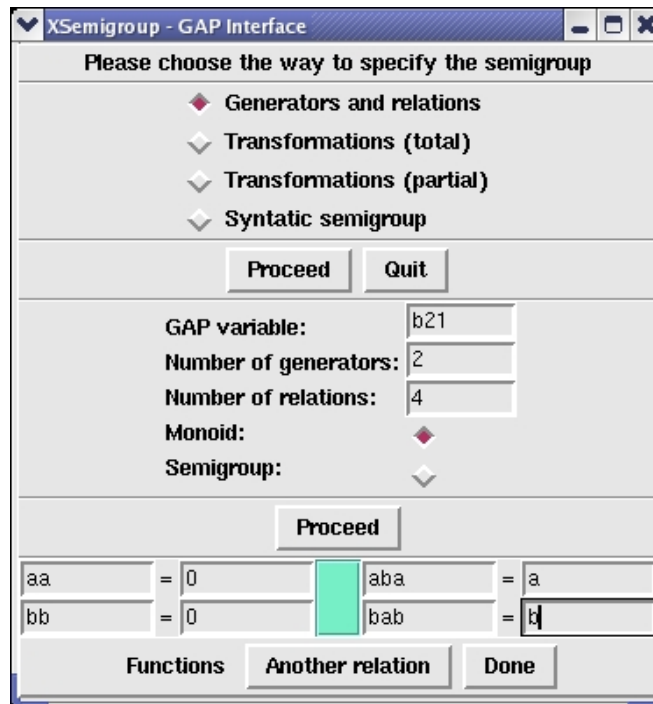 XSemigroup - GAP Interface
Please choose the way to specify the semigroup
Generators and relations
Transformations (total)
Transformations (partial)
Syntatic semigroup
Proceed Quit
GAP variable: b21
Number of generators: 2
Number of relations: 4
Monoid:
Semigroup:
Proceed
aa = 0 aba = a
bb = 0 bab = b
Functions Another relation Done